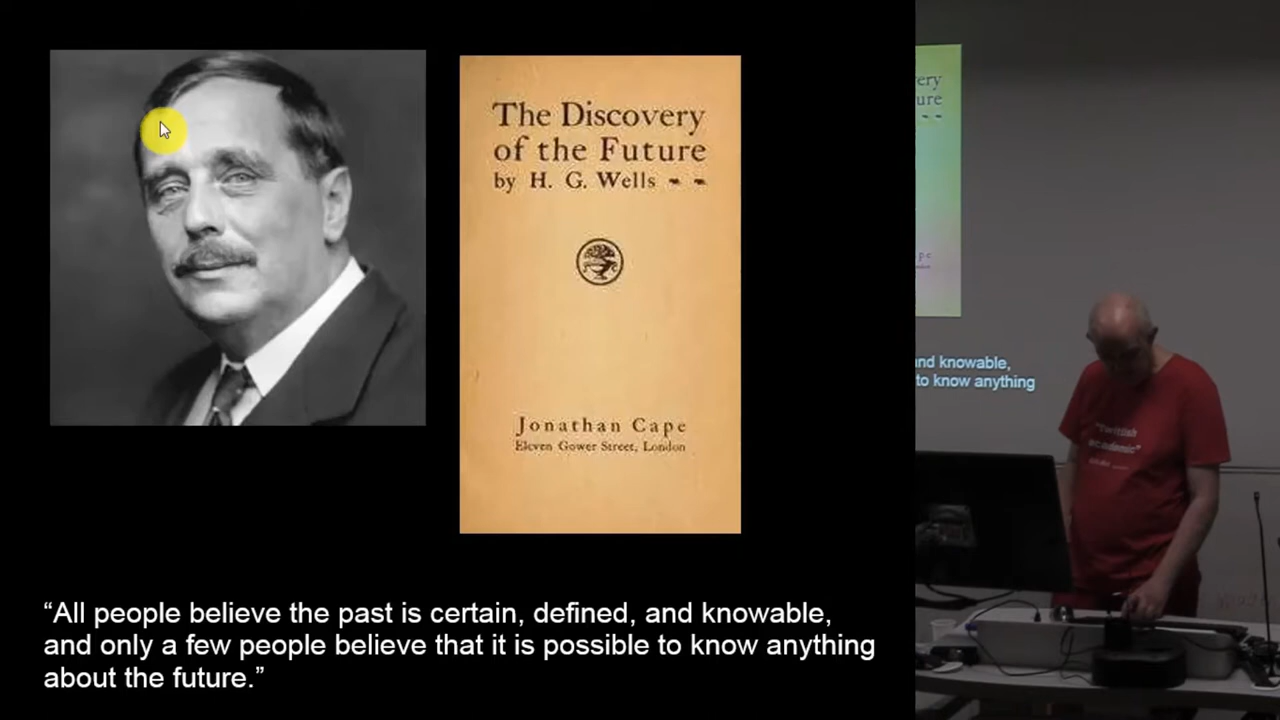 The Discovery
of the Future
by H. G. Wells
Jonathan Cape
Eleven Gower Street, London
“All people believe the past is certain, defined, and knowable,
and only a few people believe that it is possible to know anything
about the future.”
ery
ure
pe
nd knowable,
to know anything